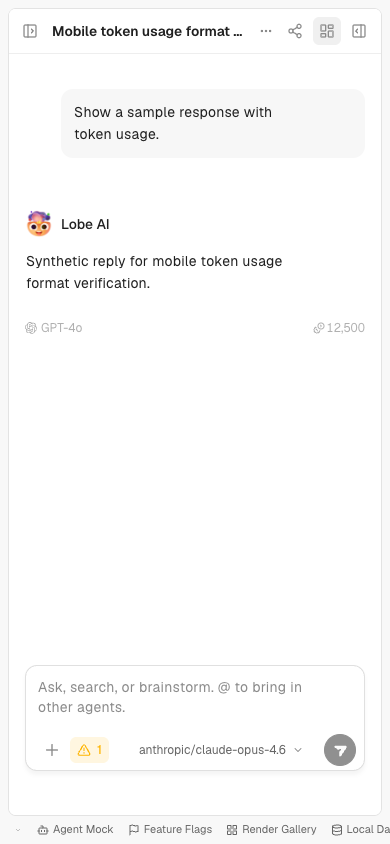 Mobile token usage format ...
Show a sample response with
token usage.
Lobe AI
Synthetic reply for mobile token usage
format verification.
GPT-4o
12,500
Ask, search, or brainstorm. @ to bring in
other agents.
1
anthropic/claude-opus-4.6
Agent Mock
Feature Flags
Render Gallery
Local Da